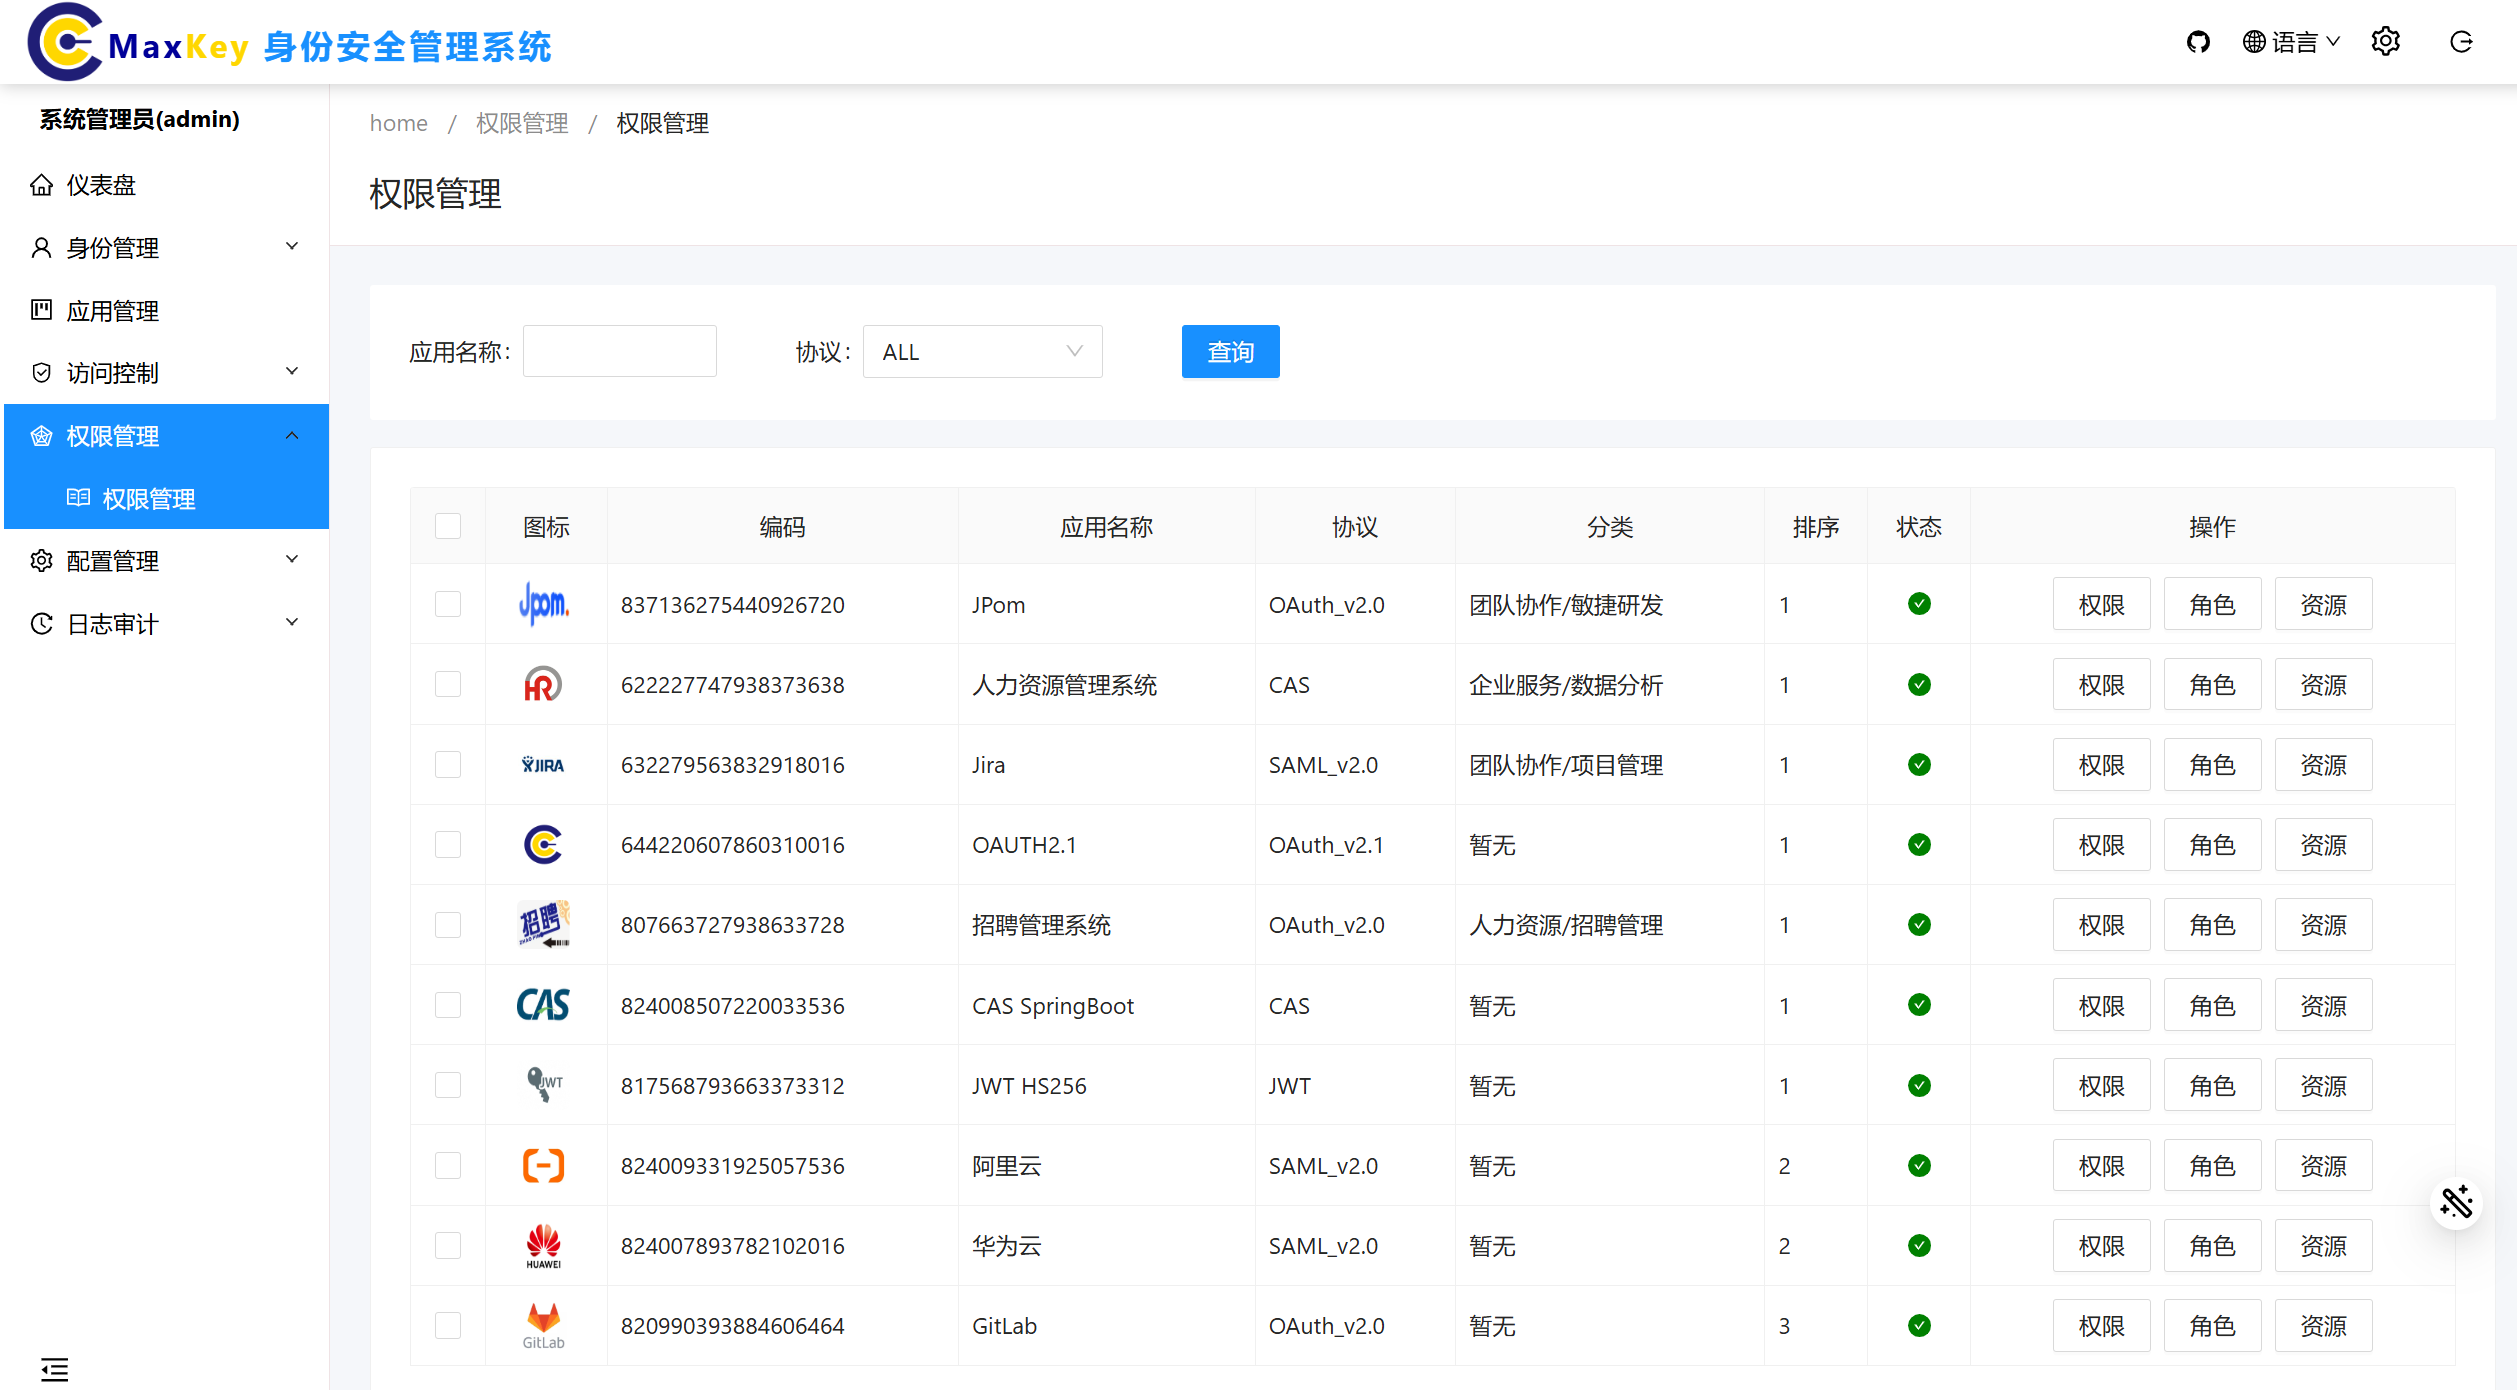 MaxKey 身份安全管理系统
语言
系统管理员(admin)
仪表盘
身份管理
应用管理
访问控制
权限管理
权限管理
配置管理
日志审计
home / 权限管理 / 权限管理
权限管理
应用名称: 协议: ALL 查询
图标 编码 应用名称 协议 分类 排序 状态 操作
Jpom. 837136275440926720 JPom OAuth_v2.0 团队协作/敏捷研发 1 权限 角色 资源
HR 622227747938373638 人力资源管理系统 CAS 企业服务/数据分析 1 权限 角色 资源
JIRA 632279563832918016 Jira SAML_v2.0 团队协作/项目管理 1 权限 角色 资源
644220607860310016 OAUTH2.1 OAuth_v2.1 暂无 1 权限 角色 资源
招聘 807663727938633728 招聘管理系统 OAuth_v2.0 人力资源/招聘管理 1 权限 角色 资源
CAS 824008507220033536 CAS SpringBoot CAS 暂无 1 权限 角色 资源
JWT 817568793663373312 JWT HS256 JWT 暂无 1 权限 角色 资源
824009331925057536 阿里云 SAML_v2.0 暂无 2 权限 角色 资源
HUAWEI 824007893782102016 华为云 SAML_v2.0 暂无 2 权限 角色 资源
GitLab 820990393884606464 GitLab OAuth_v2.0 暂无 3 权限 角色 资源